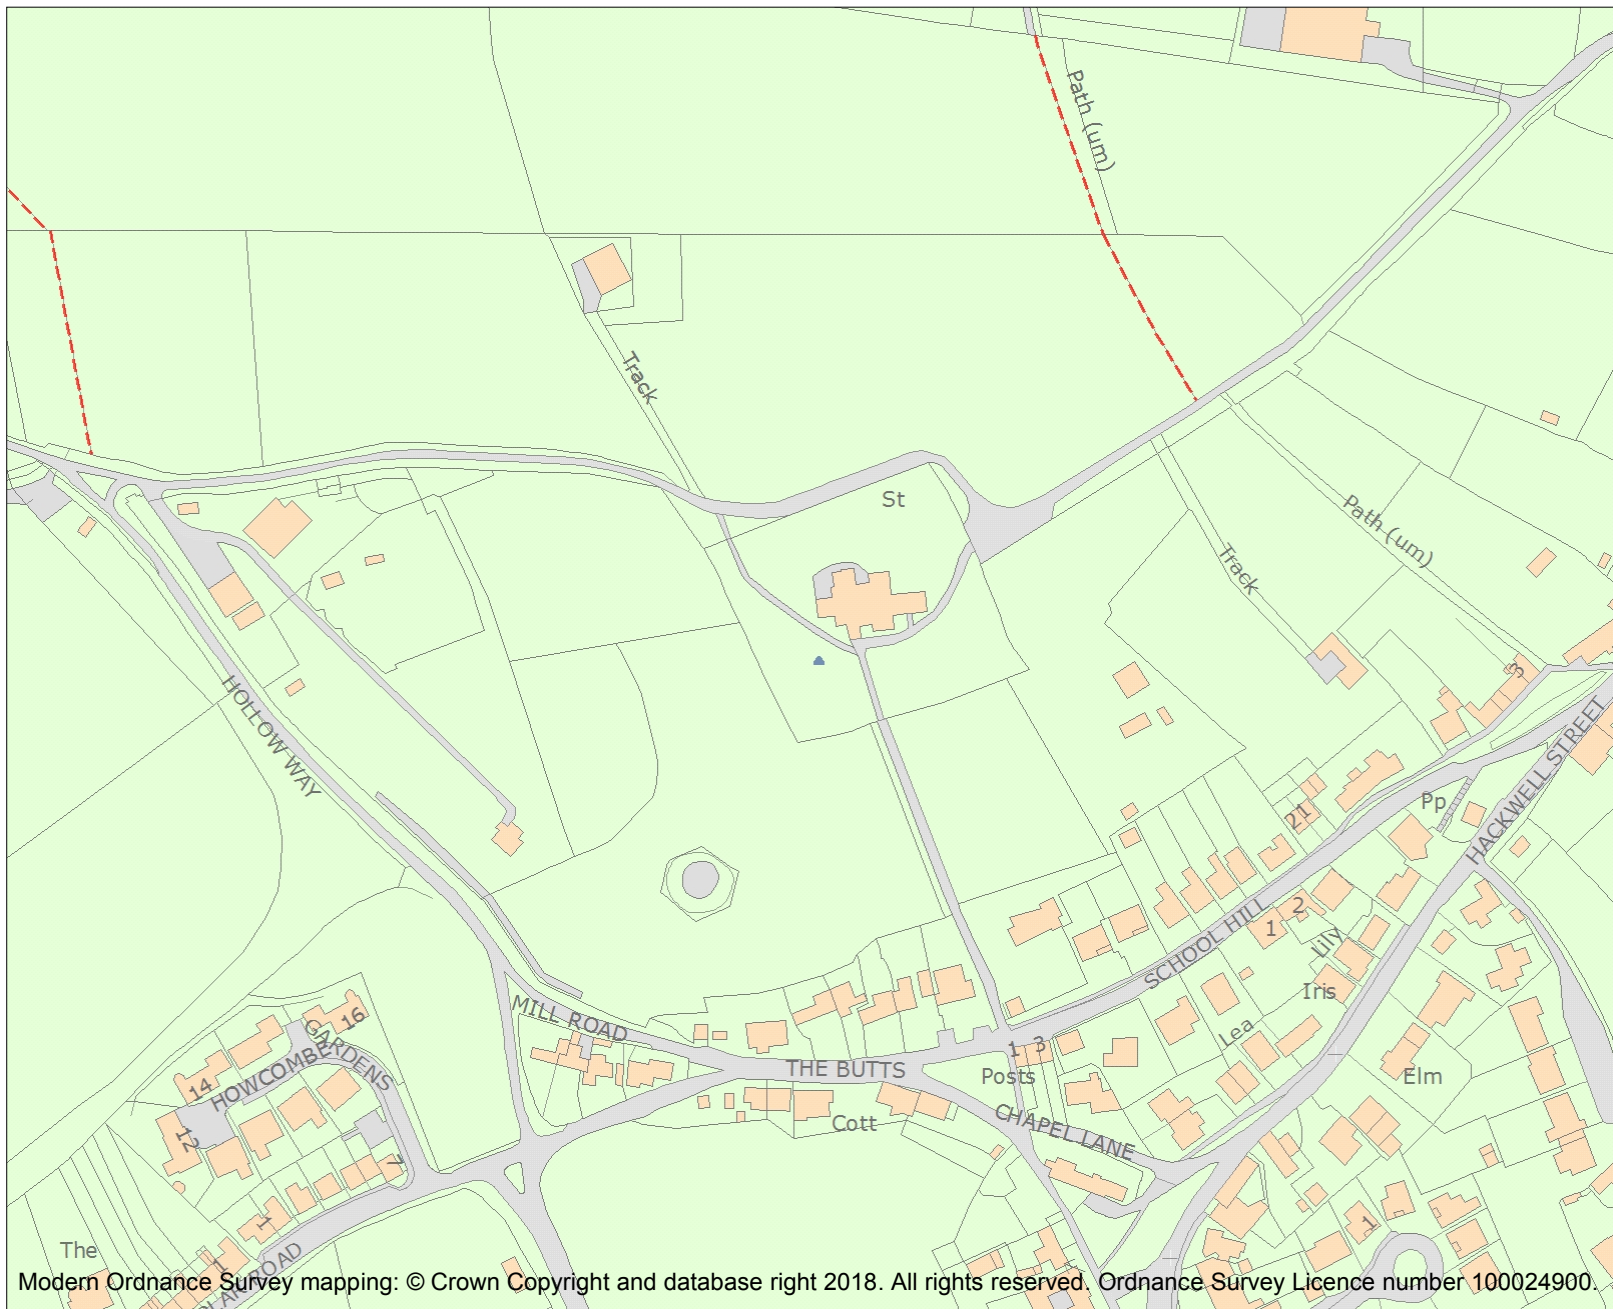 Path (um)
Track
St
Path (um)
Track
3
HOLLOW WAY
HACKWELL STREET
Pp
21
SCHOOL HILL
2
1
Lily
Iris
MILL ROAD
16
GARDENS
HOWCOMBE
14
12
7
THE BUTTS
1 3
Posts
Lea
Elm
Cott
CHAPEL LANE
1
1
1
The
ROAD
Modern Ordnance Survey mapping: © Crown Copyright and database right 2018. All rights reserved. Ordnance Survey Licence number 100024900.